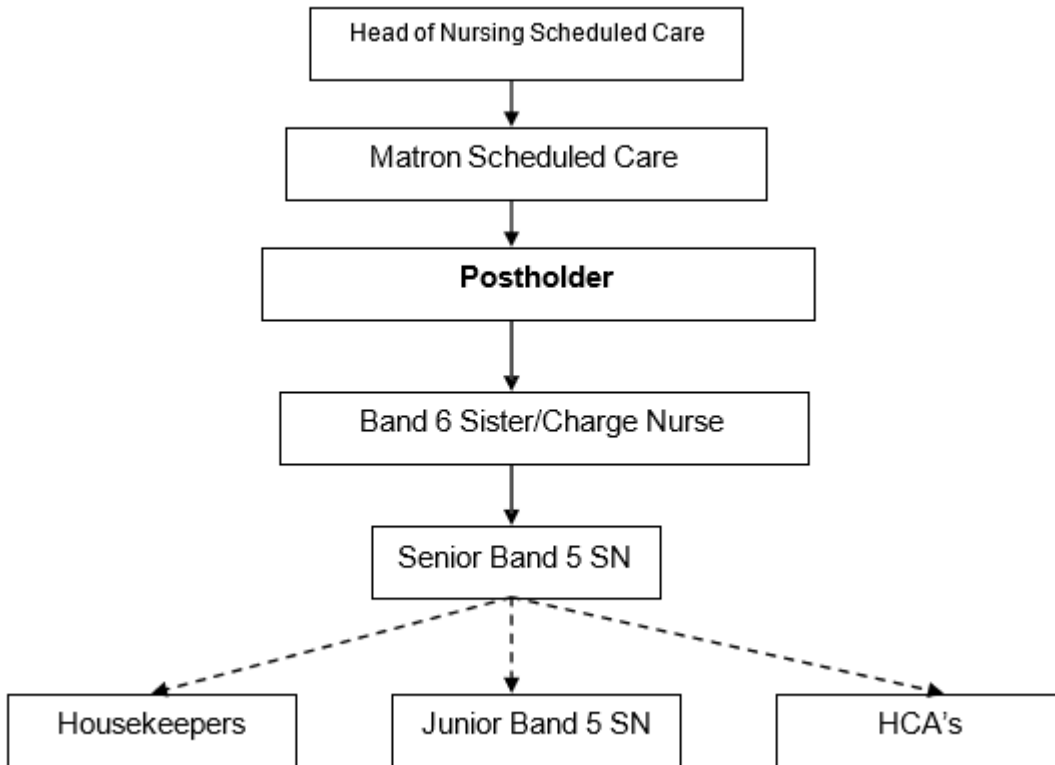 Head of Nursing Scheduled Care
Matron Scheduled Care
Postholder
Band 6 Sister/Charge Nurse
Senior Band 5 SN
Housekeepers
Junior Band 5 SN
HCA's